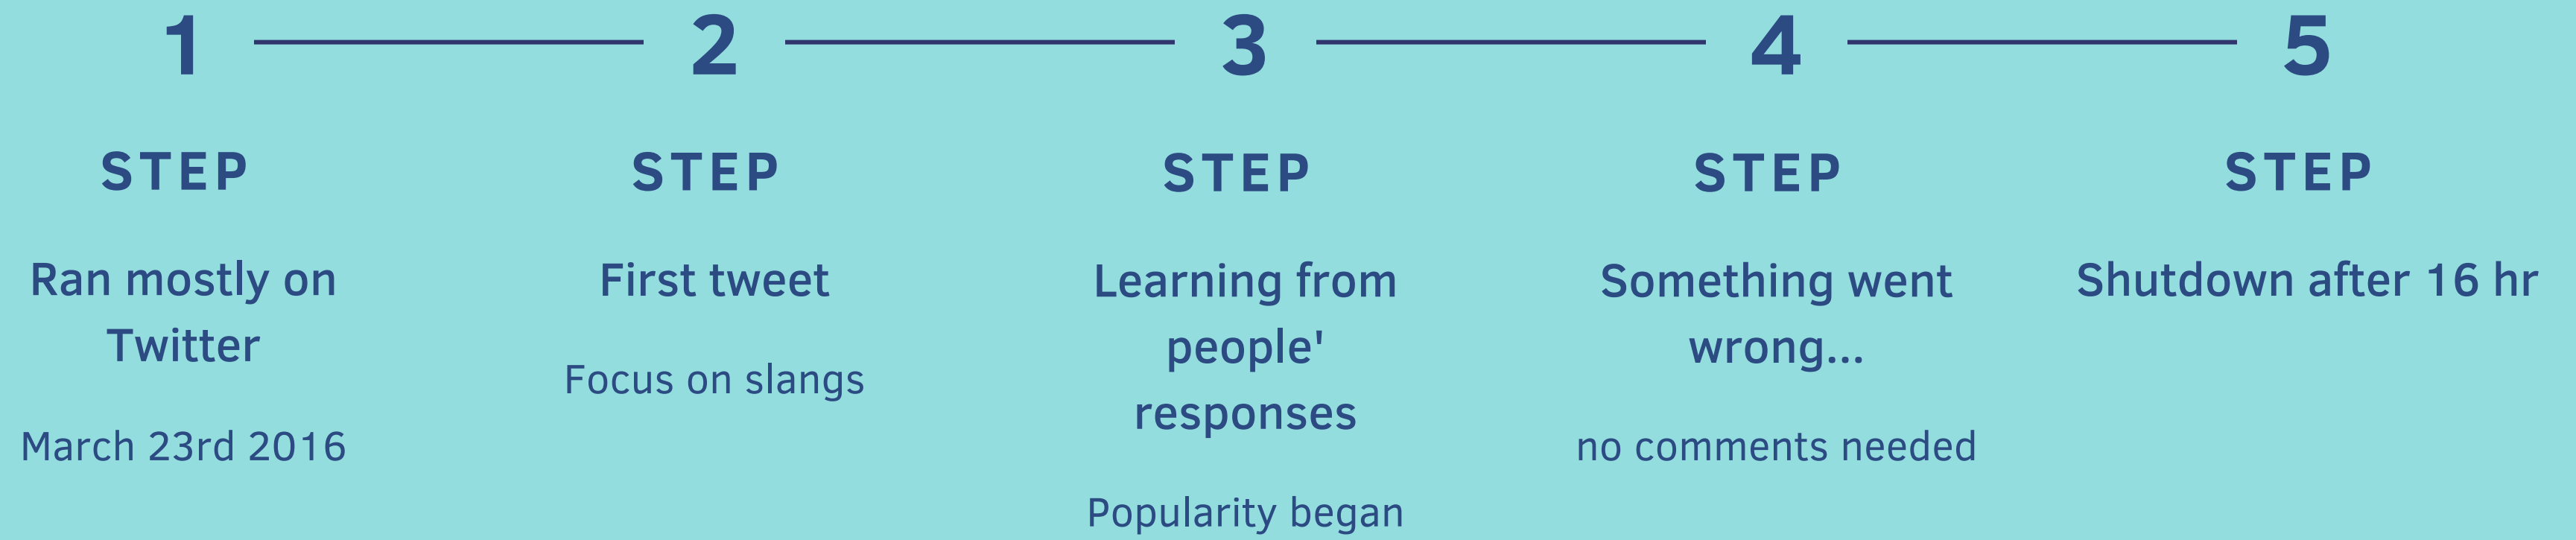 1
STEP
Ran mostly on
Twitter
March 23rd 2016
2
STEP
First tweet
Focus on slangs
3
STEP
Learning from
people'
responses
Popularity began
4
STEP
Something went
wrong...
no comments needed
5
STEP
Shutdown after 16 hr